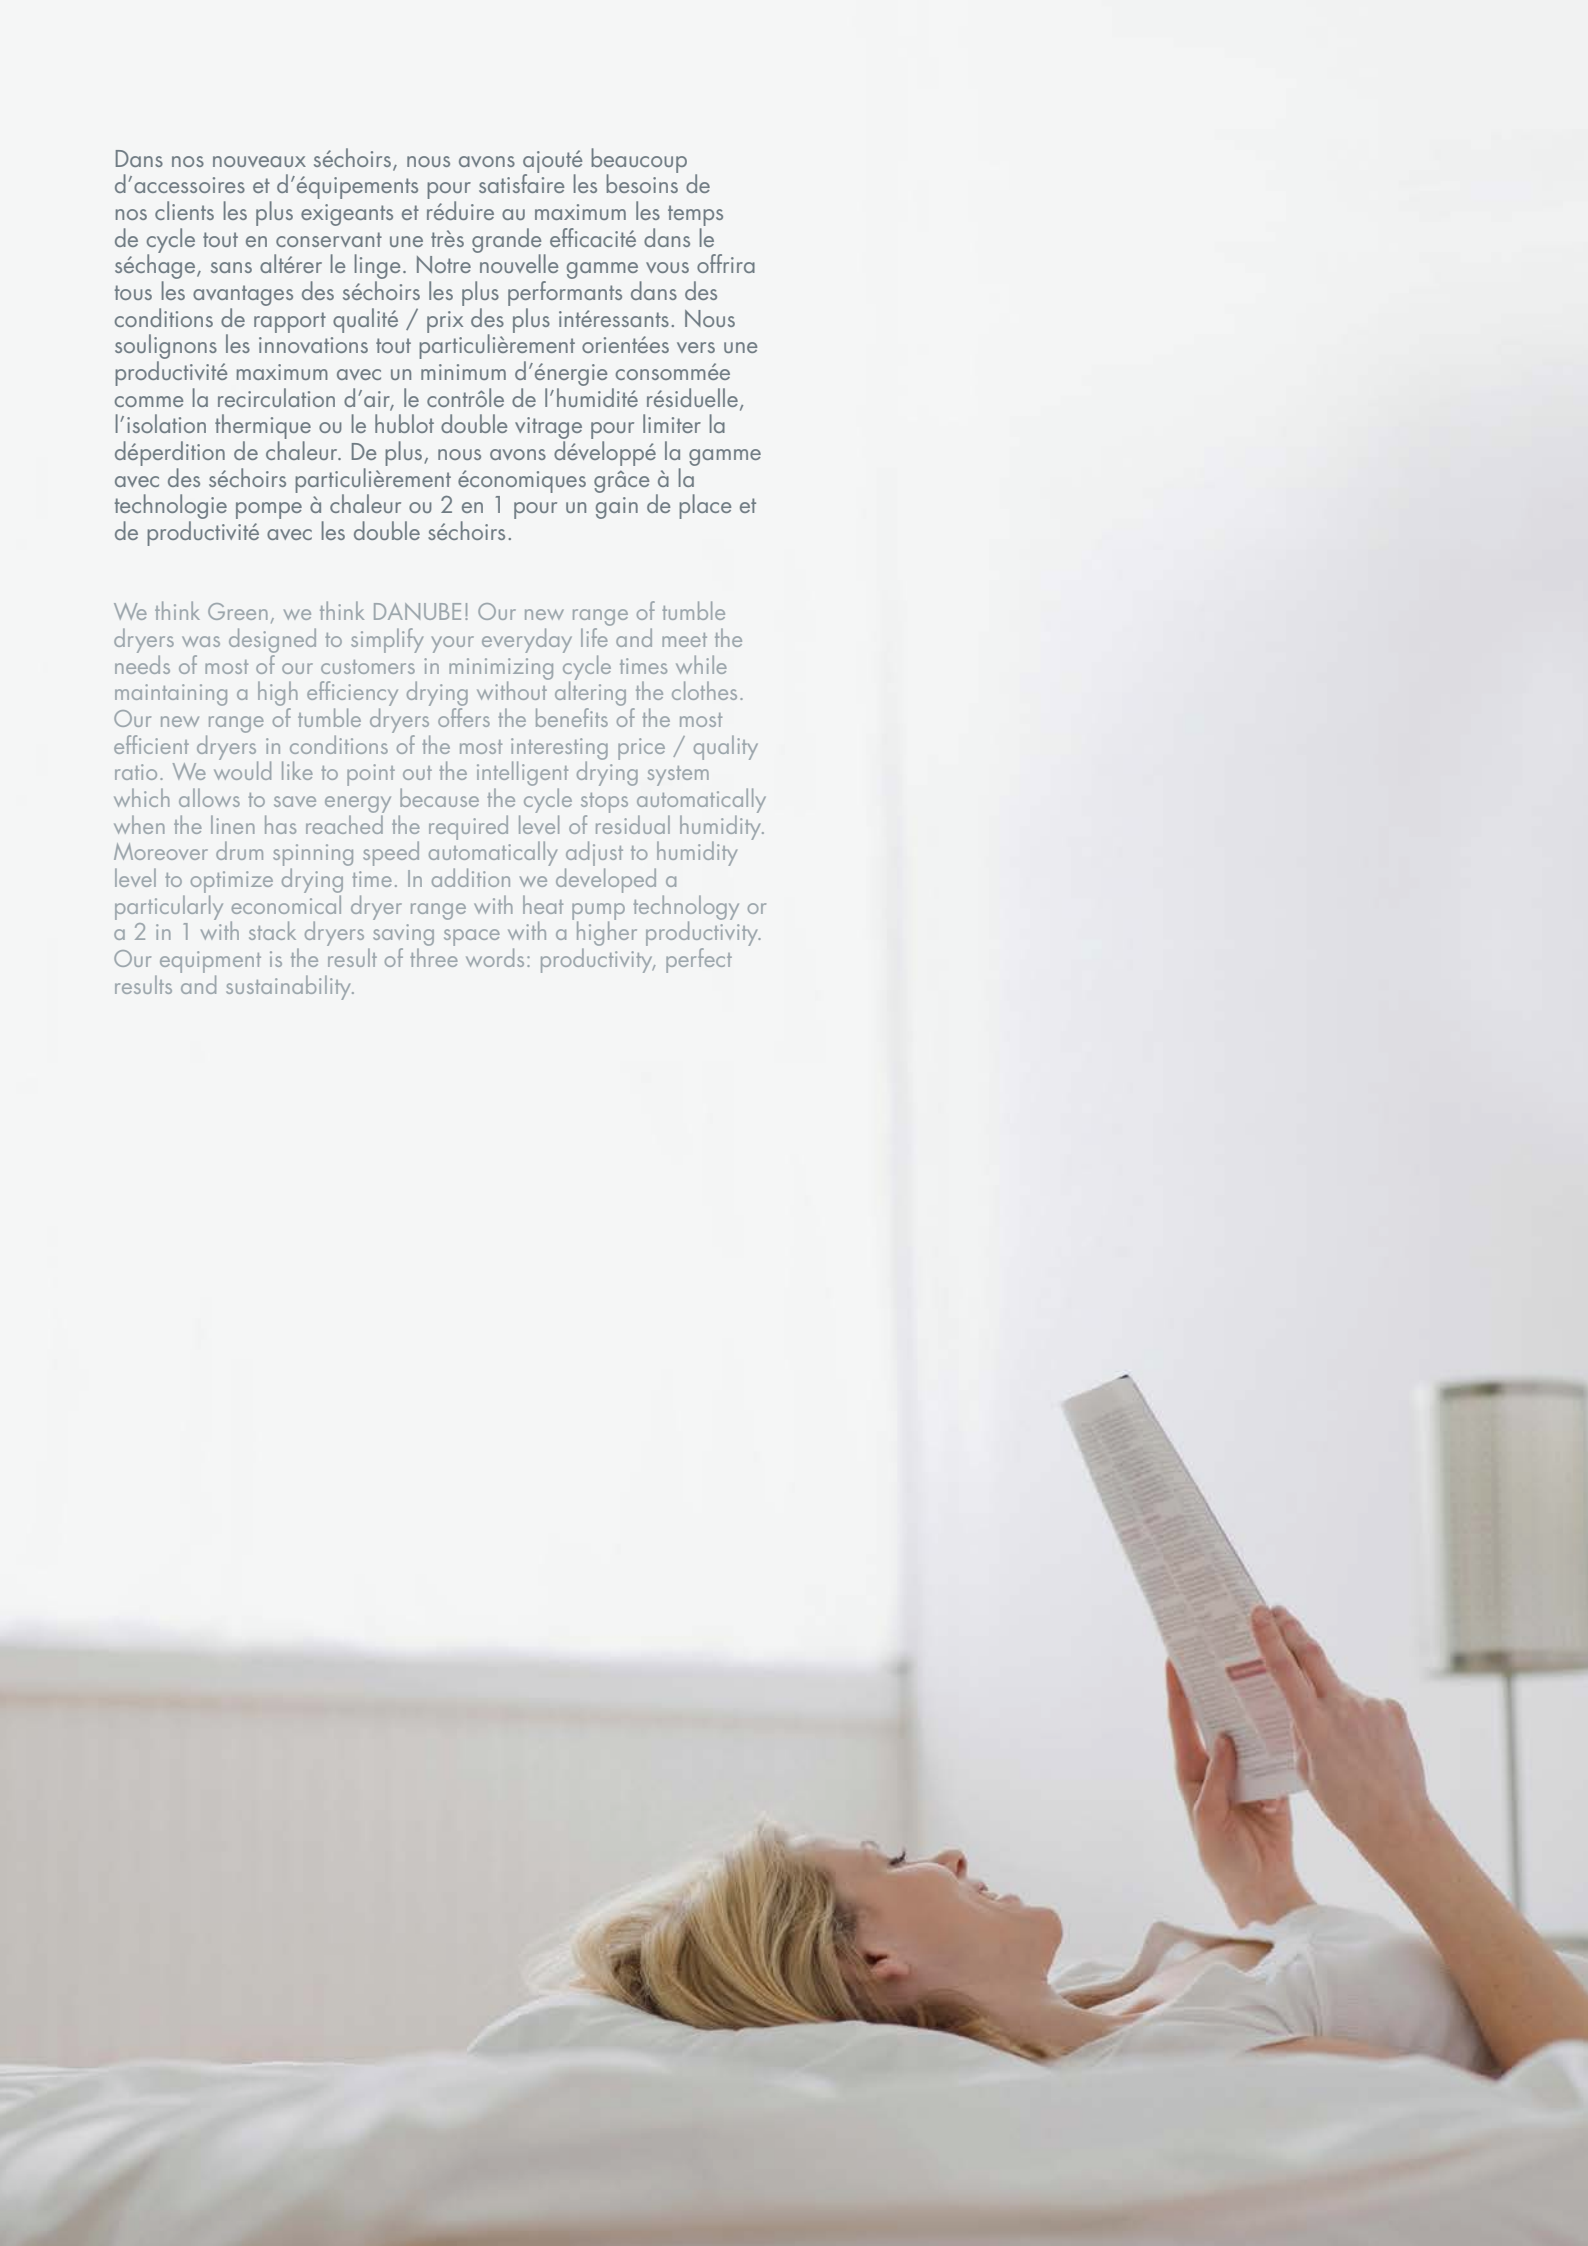 Dans nos nouveaux séchoirs, nous avons ajouté beaucoup
d’accessoires et d’équipements pour satisfaire les besoins de
nos clients les plus exigeants et réduire au maximum les temps
de cycle tout en conservant une très grande efficacité dans le
séchage, sans altérer le linge. Notre nouvelle gamme vous offrira
tous les avantages des séchoirs les plus performants dans des
conditions de rapport qualité / prix des plus intéressants. Nous
soulignons les innovations tout particulièrement orientées vers une
productivité maximum avec un minimum d’énergie consommée
comme la recirculation d’air, le contrôle de l’humidité résiduelle,
l’isolation thermique ou le hublot double vitrage pour limiter la
déperdition de chaleur. De plus, nous avons développé la gamme
avec des séchoirs particulièrement économiques grâce à la
technologie pompe à chaleur ou 2 en 1 pour un gain de place et
de productivité avec les double séchoirs.
We think Green, we think DANUBE! Our new range of tumble
dryers was designed to simplify your everyday life and meet the
needs of most of our customers in minimizing cycle times while
maintaining a high efficiency drying without altering the clothes.
Our new range of tumble dryers offers the benefits of the most
efficient dryers in conditions of the most interesting price / quality
ratio. We would like to point out the intelligent drying system
which allows to save energy because the cycle stops automatically
when the linen has reached the required level of residual humidity.
Moreover drum spinning speed automatically adjust to humidity
level to optimize drying time. In addition we developed a
particularly economical dryer range with heat pump technology or
a 2 in 1 with stack dryers saving space with a higher productivity.
Our equipment is the result of three words: productivity, perfect
results and sustainability.